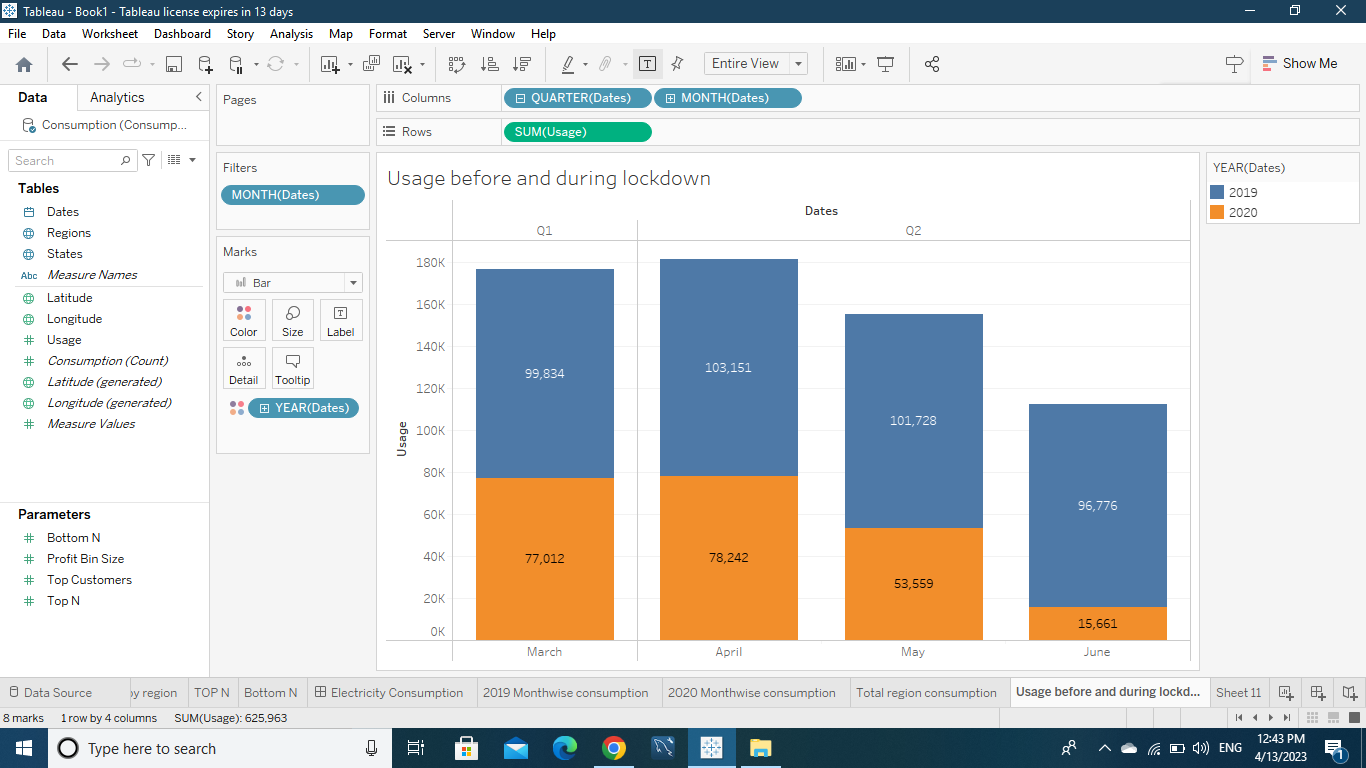 Tableau - Book1 - Tableau license expires in 13 days
File Data Worksheet Dashboard Story Analysis Map Format Server Window Help
Entire View
Show Me
Data Analytics
Consumption (Consump...
Search
Tables
Dates
Regions
States
Abc Measure Names
Latitude
Longitude
Usage
Consumption (Count)
Latitude (generated)
Longitude (generated)
Measure Values
Parameters
Bottom N
Profit Bin Size
Top Customers
Top N
Pages
Filters
MONTH(Dates)
Marks
Bar
Color Size Label
Detail Tooltip
YEAR(Dates)
Columns QUARTER(Dates) MONTH(Dates)
Rows SUM(Usage)
Usage before and during lockdown
Dates
Q1 Q2
Usage
180K
160K
140K
120K
100K
80K
60K
40K
20K
0K
99,834 103,151 101,728 96,776
77,012 78,242 53,559 15,661
March April May June
YEAR(Dates)
2019
2020
Data Source by region TOP N Bottom N Electricity Consumption 2019 Monthwise consumption 2020 Monthwise consumption Total region consumption Usage before and during lockd... Sheet 11
8 marks 1 row by 4 columns SUM(Usage): 625,963
Type here to search
ENG
12:43 PM
4/13/2023
1